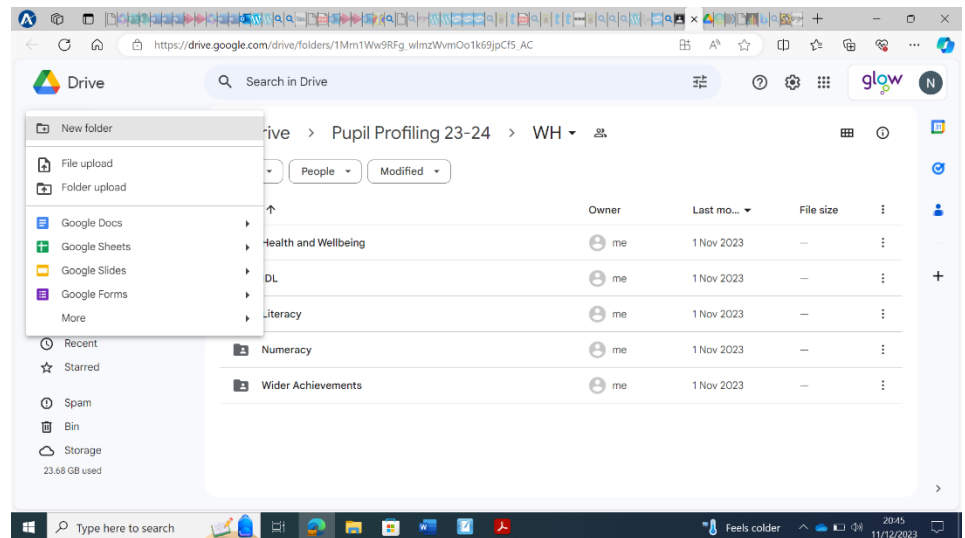 https://drive.google.com/drive/folders/1Mrn1Ww9RFg_wlmzWvmOo1k69jpCf5_AC
Drive
Search in Drive
glow
N
New folder
File upload
Folder upload
Google Docs
Google Sheets
Google Slides
Google Forms
More
Recent
Starred
Spam
Bin
Storage
23.68 GB used
rive > Pupil Profiling 23-24 > WH
People
Modified
Owner Last mo... File size
Health and Wellbeing me 1 Nov 2023 —
DL me 1 Nov 2023 —
Literacy me 1 Nov 2023 —
Numeracy me 1 Nov 2023 —
Wider Achievements me 1 Nov 2023 —
Type here to search
Feels colder
20:45
11/12/2023